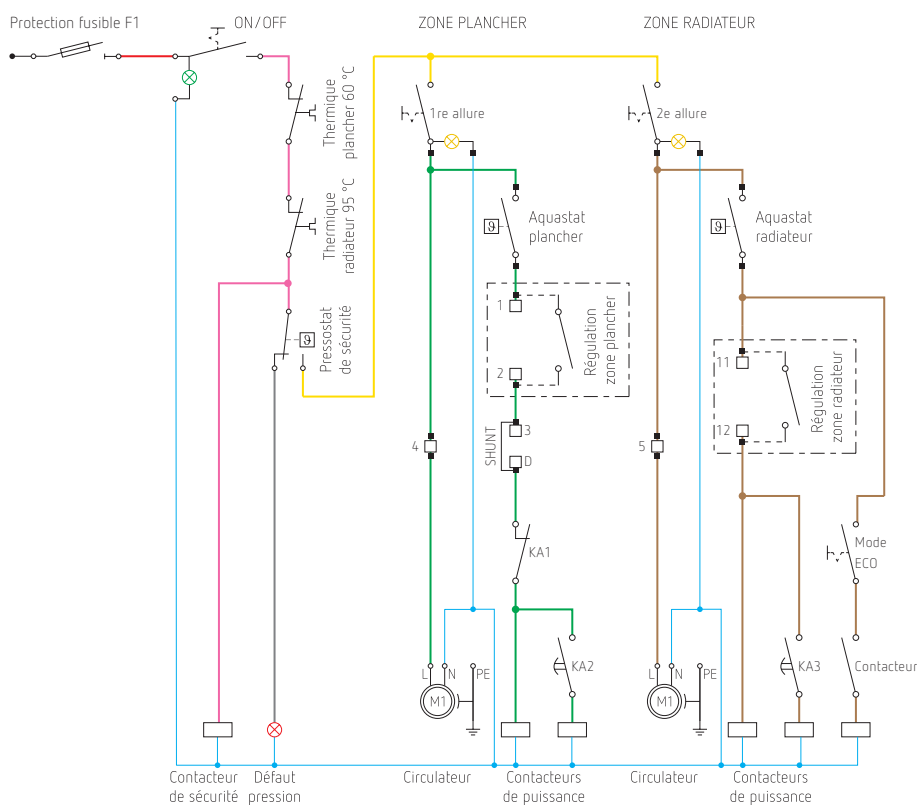 Protection fusible F1
ON/OFF
ZONE PLANCHER
ZONE RADIATEUR
Thermique
plancher 60 °C
1re allure
2e allure
Thermique
radiateur 95 °C
ϑ
Aquastat
plancher
ϑ
Aquastat
radiateur
Pressostat
de sécurité
ϑ
1
2
Régulation
zone plancher
11
12
Régulation
zone radiateur
4
SHUNT
3
D
5
KA1
Mode
ECO
L
N
PE
M1
KA2
L
N
PE
M1
KA3
Contacteur
Contacteur
de sécurité
Défaut
pression
Circulateur
Contacteurs
de puissance
Circulateur
Contacteurs
de puissance